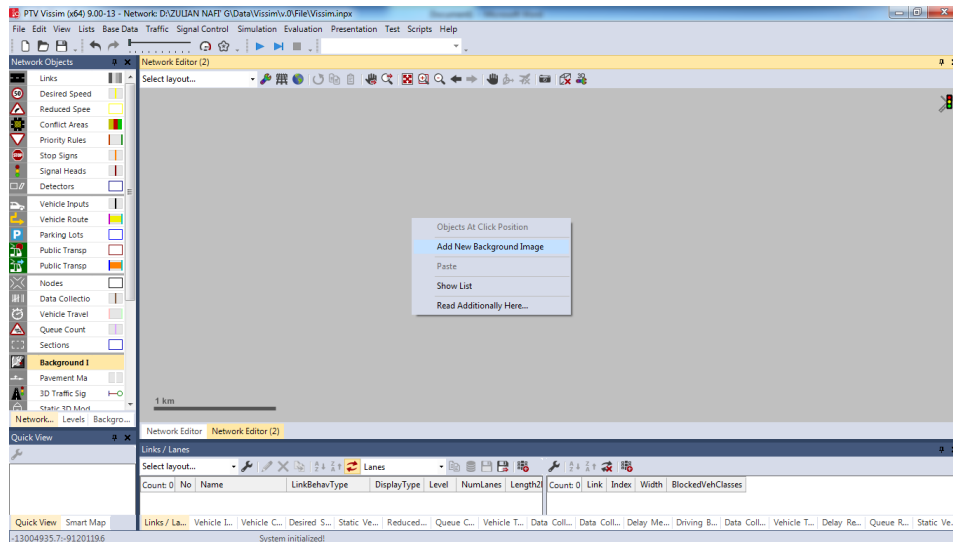 PTV Vissim (x64) 9.00-13 - Network: D:\ZULIAN NAFI' G\Data\Vissim\v.0\File\Vissim.inpx
File Edit View Lists Base Data Traffic Signal Control Simulation Evaluation Presentation Test Scripts Help
Network Objects
Network Editor (2)
Select layout...
Links
50 Desired Speed
Reduced Spee
Conflict Areas
Priority Rules
STOP Stop Signs
Signal Heads
Detectors
Vehicle Inputs
Vehicle Route
P Parking Lots
Public Transp
Public Transp
Nodes
Data Collectio
Vehicle Travel
Queue Count
Sections
Background I
Pavement Ma
3D Traffic Sig
Static 3D Mod
Network... Levels Backgro...
Objects At Click Position
Add New Background Image
Paste
Show List
Read Additionally Here...
1 km
Network Editor Network Editor (2)
Quick View
Links / Lanes
Select layout... Lanes
Count: 0 No Name LinkBehavType DisplayType Level NumLanes Length2 Count: 0 Link Index Width BlockedVehClasses
Quick View Smart Map
Links / La... Vehicle I... Vehicle C... Desired S... Static Ve... Reduced... Queue C... Vehicle T... Data Coll... Data Coll... Delay Me... Driving B... Data Coll... Vehicle T... Delay Re... Queue R... Static Ve.
-13004935.7:-9120119.6 System initialized!